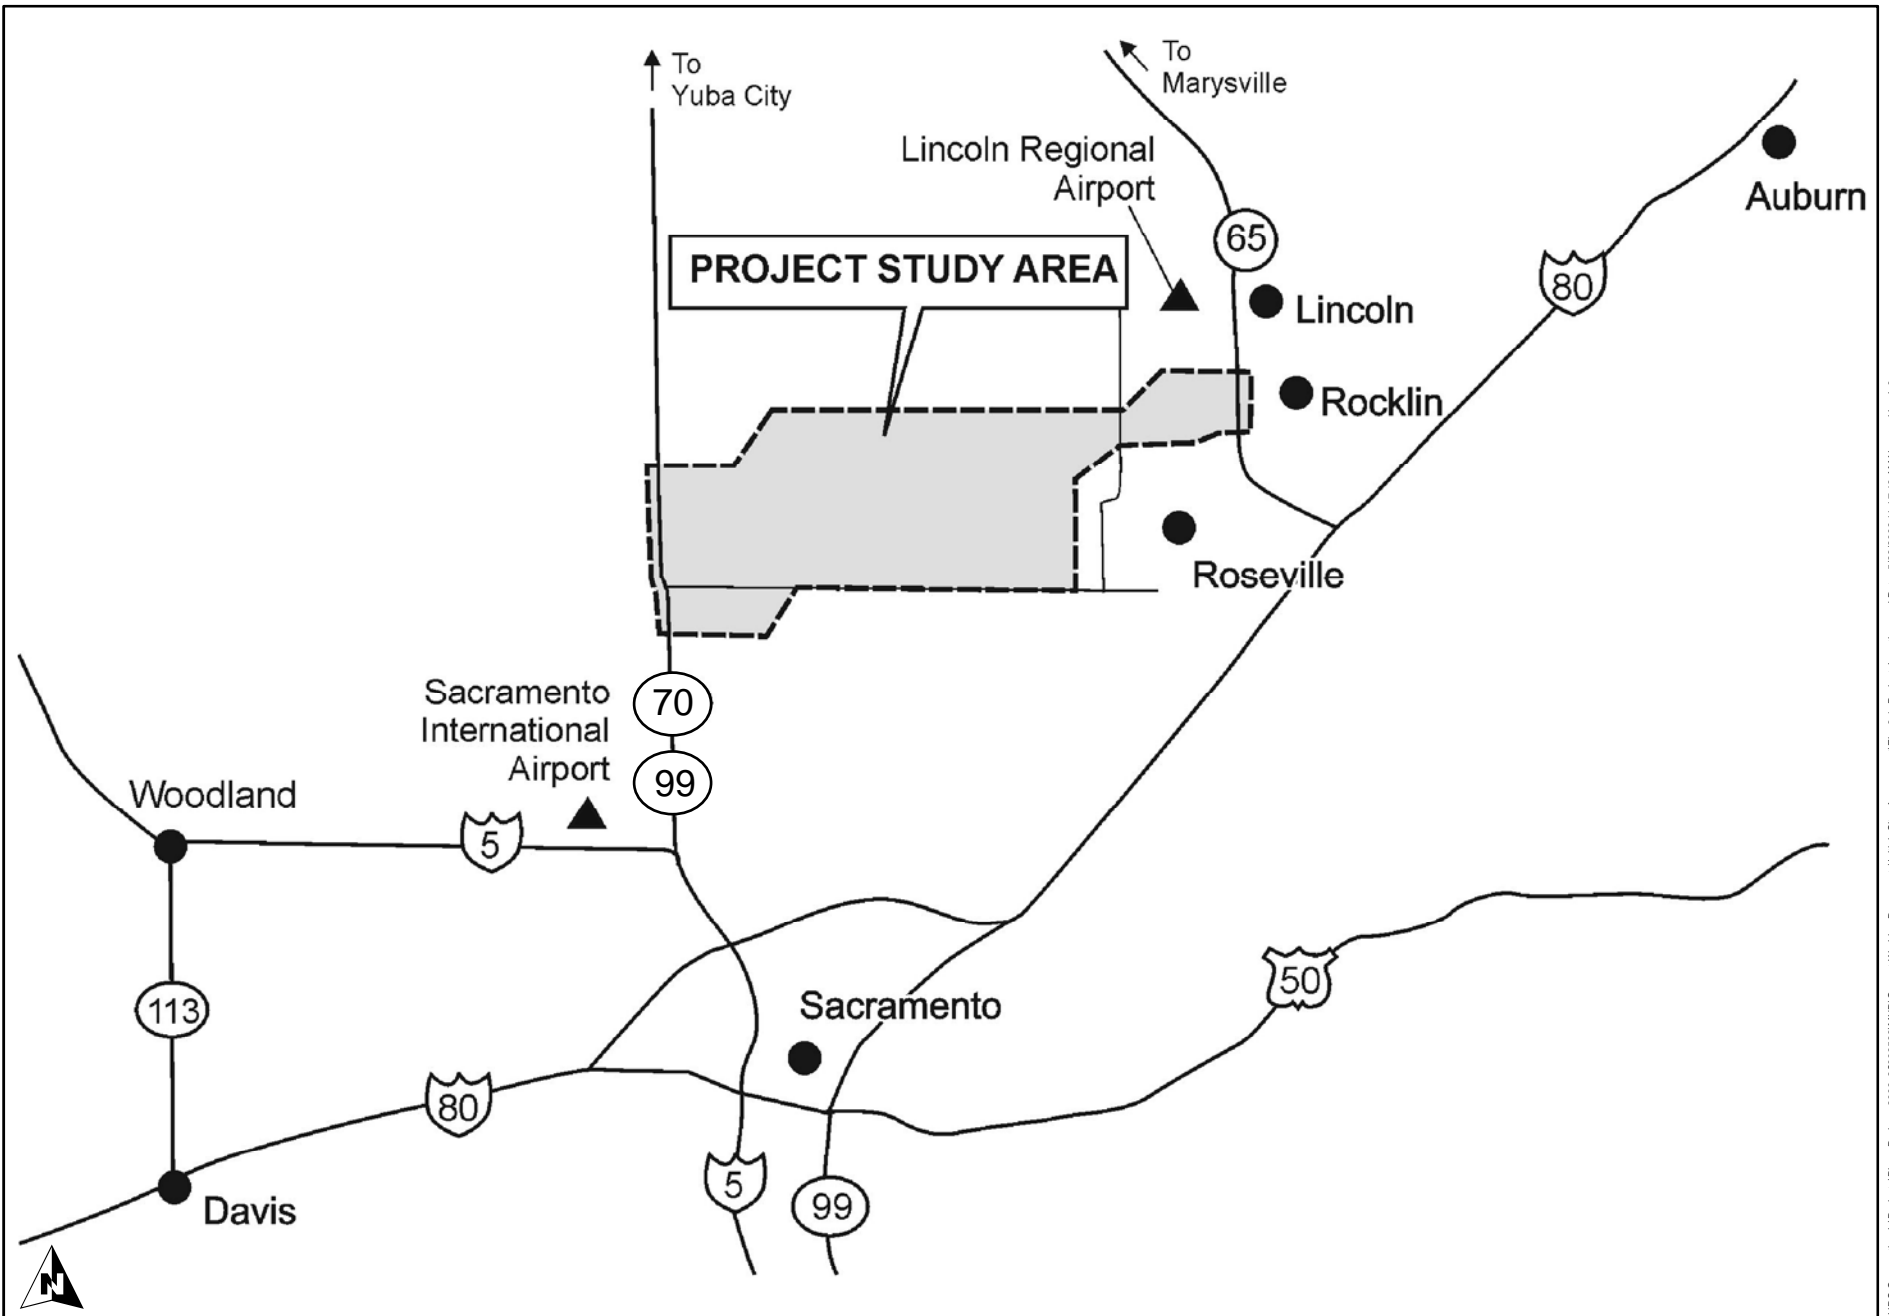 To
Yuba City
To
Marysville
Lincoln Regional
Airport
Auburn
65
PROJECT STUDY AREA
80
Lincoln
Rocklin
Roseville
Sacramento
International
Airport
70
99
Woodland
5
50
Sacramento
113
80
5
99
Davis
N